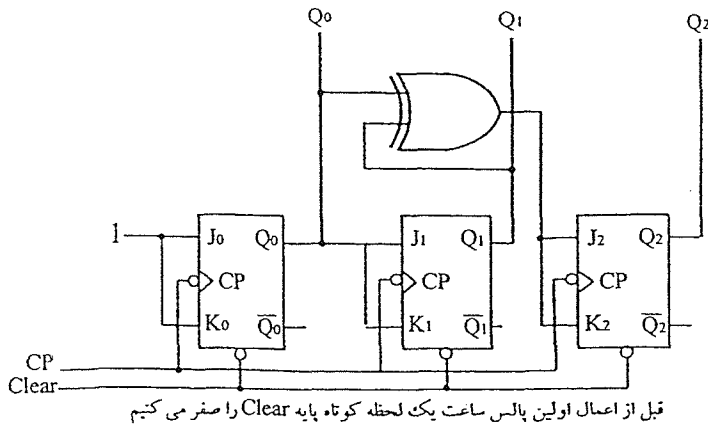 Q₀ Q₁ Q₂
1 J₀ Q₀ J₁ Q₁ J₂ Q₂
CP CP CP
K₀ Q̅₀ K₁ Q̅₁ K₂ Q̅₂
CP
Clear
قبل از اعمال اولین پالس ساعت یک لحظه کوتاه پایه Clear را صفر می کنیم